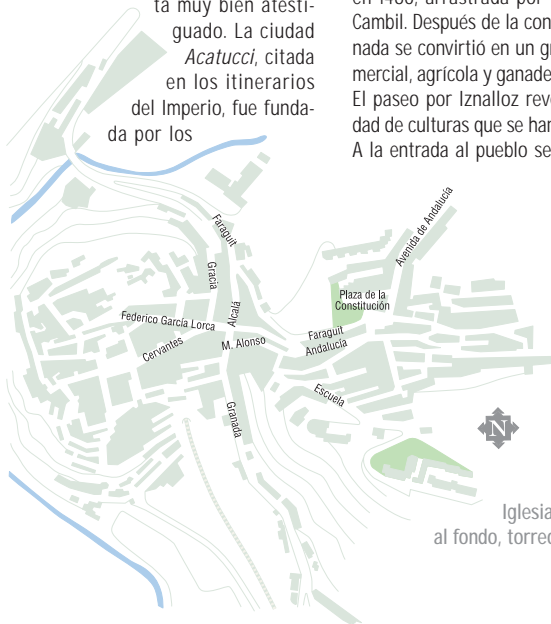 ta muy bien atesti-
guado. La ciudad
Acatucci, citada
en los itinerarios
del Imperio, fue funda-
da por los
en 1486, arrastrada por
Cambil. Después de la con
nada se convirtió en un gr
mercial, agrícola y ganade
El paseo por Iznalloz reve
dad de culturas que se har
A la entrada al pueblo se
Faraguit
Gracia
Alcalá
Federico García Lorca
Cervantes
M. Alonso
Granada
Faraguit
Andalucía
Escuela
Plaza de la
Constitución
Avenida de Andalucía
N
Iglesia
al fondo, torreo